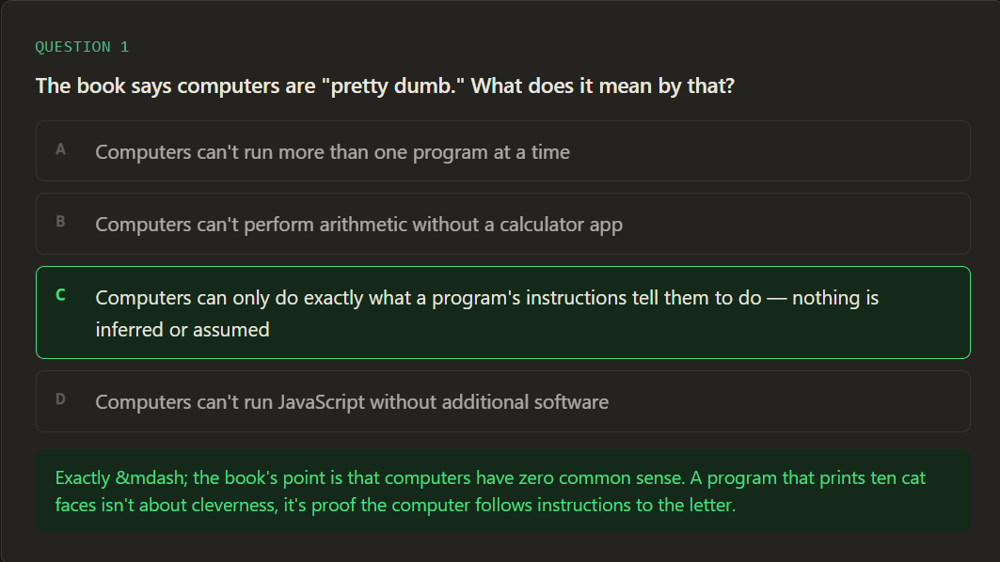 QUESTION 1
The book says computers are "pretty dumb." What does it mean by that?
A
Computers can't run more than one program at a time
B
Computers can't perform arithmetic without a calculator app
C
Computers can only do exactly what a program's instructions tell them to do — nothing is
inferred or assumed
D
Computers can't run JavaScript without additional software
Exactly &mdash; the book's point is that computers have zero common sense. A program that prints ten cat
faces isn't about cleverness, it's proof the computer follows instructions to the letter.